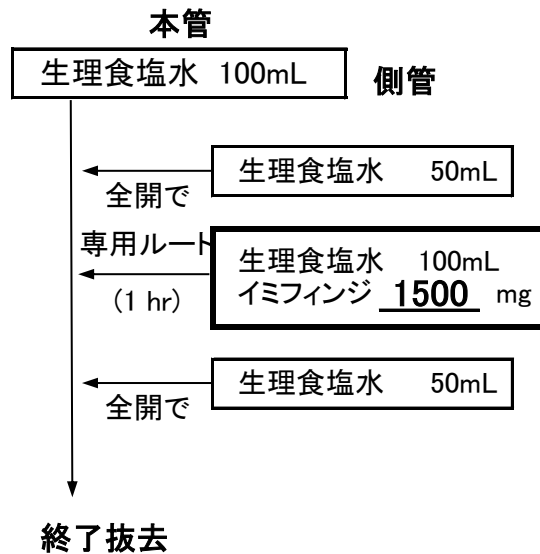 本管
生理食塩水 100mL
側管
生理食塩水 50mL
全開で
専用ルート
生理食塩水 100mL
イミフィンジ 1500 mg
(1 hr)
生理食塩水 50mL
全開で
終了抜去